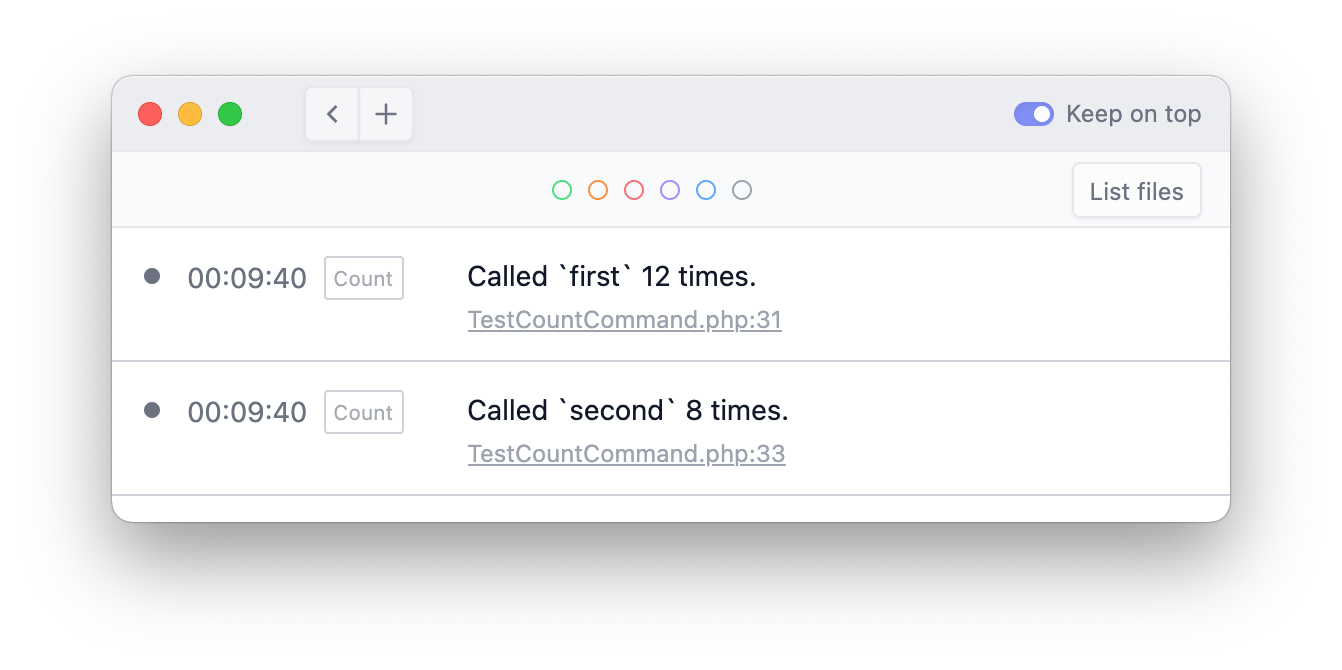 Keep on top
List files
00:09:40 Count Called `first` 12 times.
TestCountCommand.php:31
00:09:40 Count Called `second` 8 times.
TestCountCommand.php:33